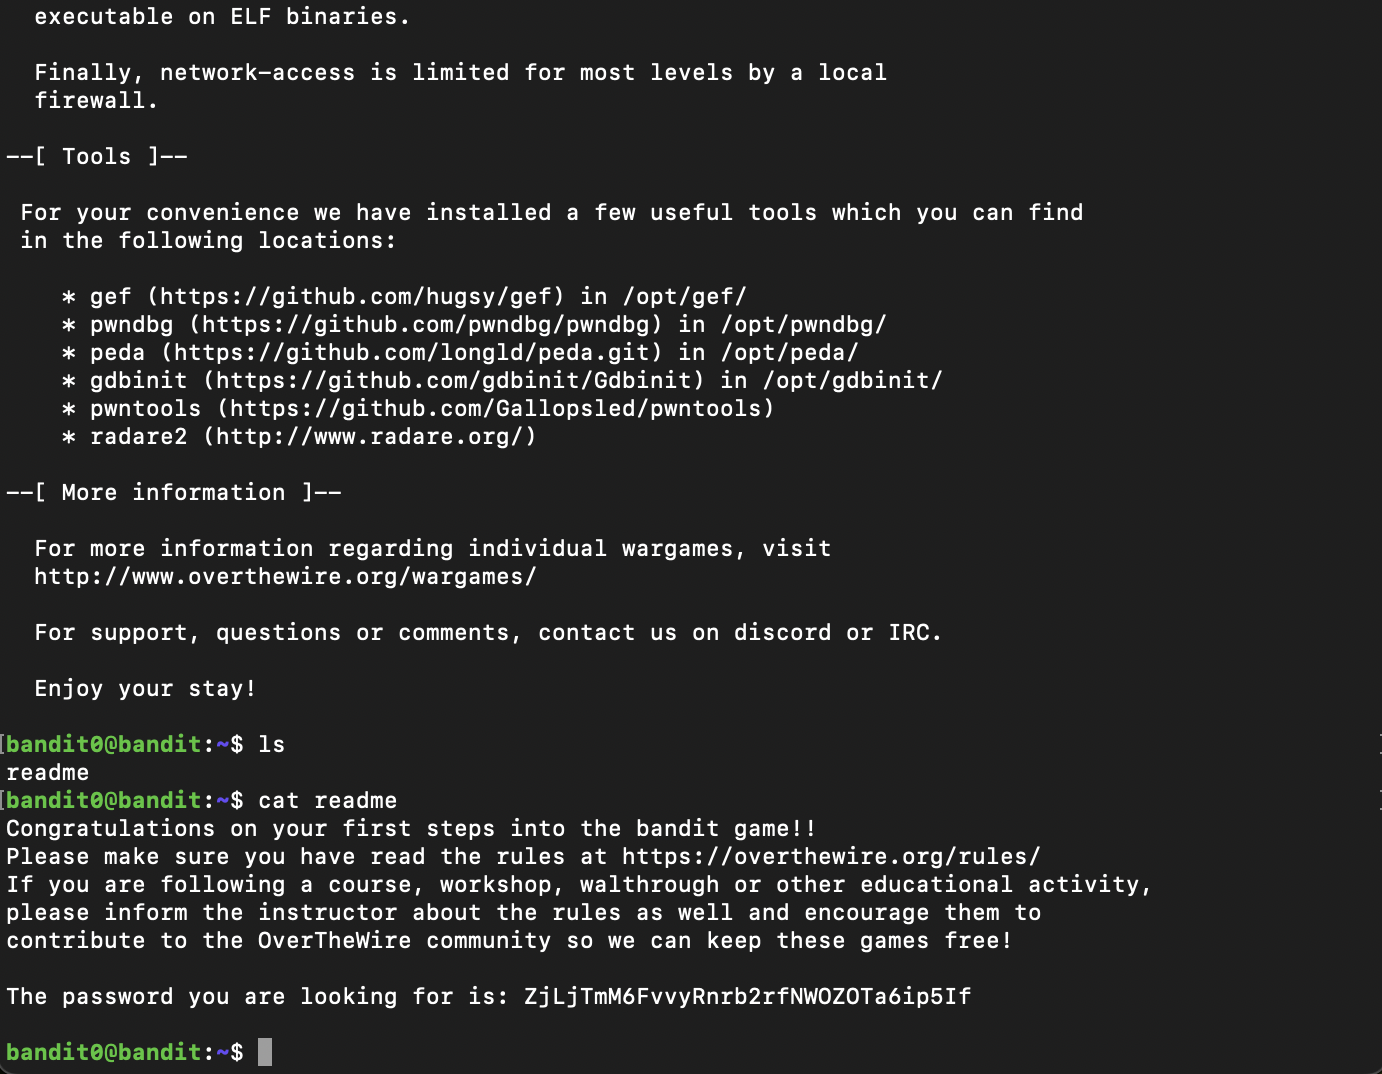 executable on ELF binaries.
Finally, network-access is limited for most levels by a local
firewall.
--[ Tools ]--
For your convenience we have installed a few useful tools which you can find
in the following locations:
* gef (https://github.com/hugsy/gef) in /opt/gef/
* pwndbg (https://github.com/pwndbg/pwndbg) in /opt/pwndbg/
* peda (https://github.com/longld/peda.git) in /opt/peda/
* gdbinit (https://github.com/gdbinit/Gdbinit) in /opt/gdbinit/
* pwntools (https://github.com/Gallopsled/pwntools)
* radare2 (http://www.radare.org/)
--[ More information ]--
For more information regarding individual wargames, visit
http://www.overthewire.org/wargames/
For support, questions or comments, contact us on discord or IRC.
Enjoy your stay!
[bandit0@bandit:~$ ls ]
readme
[bandit0@bandit:~$ cat readme ]
Congratulations on your first steps into the bandit game!!
Please make sure you have read the rules at https://overthewire.org/rules/
If you are following a course, workshop, walthrough or other educational activity,
please inform the instructor about the rules as well and encourage them to
contribute to the OverTheWire community so we can keep these games free!
The password you are looking for is: ZjLjTmM6FvvyRnrb2rfNWOZOTa6ip5If
bandit0@bandit:~$